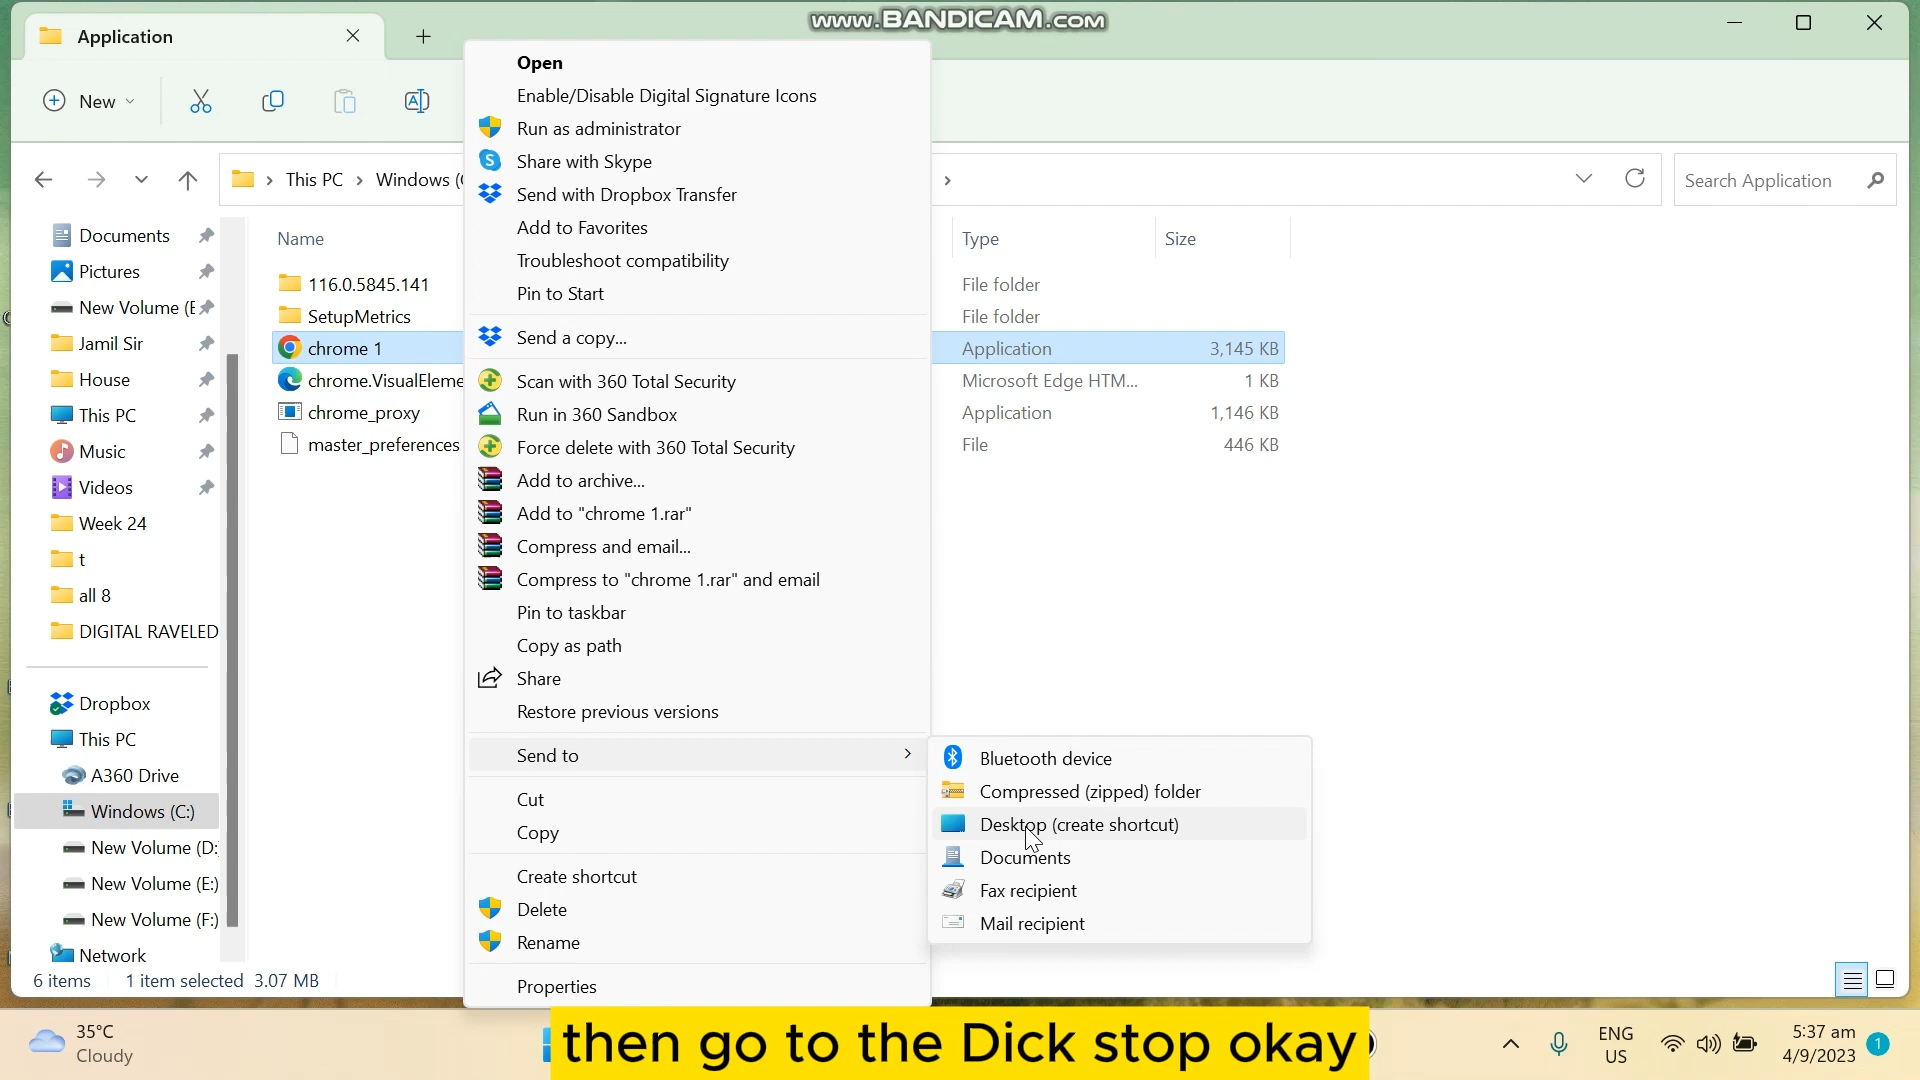 Application
www.BANDICAM.com
New
This PC
Windows (
Search Application
Documents
Pictures
New Volume (E
Jamil Sir
House
This PC
Music
Videos
Week 24
t
all 8
DIGITAL RAVELED
Dropbox
This PC
A360 Drive
Windows (C:)
New Volume (D:
New Volume (E:)
New Volume (F:)
Network
Name
Type
Size
116.0.5845.141
File folder
SetupMetrics
File folder
chrome 1
Application
3,145 KB
chrome.VisualEleme
Microsoft Edge HTM...
1 KB
chrome_proxy
Application
1,146 KB
master_preferences
File
446 KB
Open
Enable/Disable Digital Signature Icons
Run as administrator
Share with Skype
Send with Dropbox Transfer
Add to Favorites
Troubleshoot compatibility
Pin to Start
Send a copy...
Scan with 360 Total Security
Run in 360 Sandbox
Force delete with 360 Total Security
Add to archive...
Add to "chrome 1.rar"
Compress and email...
Compress to "chrome 1.rar" and email
Pin to taskbar
Copy as path
Share
Restore previous versions
Send to
Cut
Copy
Create shortcut
Delete
Rename
Properties
Bluetooth device
Compressed (zipped) folder
Desktop (create shortcut)
Documents
Fax recipient
Mail recipient
6 items
1 item selected 3.07 MB
35°C
Cloudy
then go to the Dick stop okay
ENG
US
5:37 am
4/9/2023
1